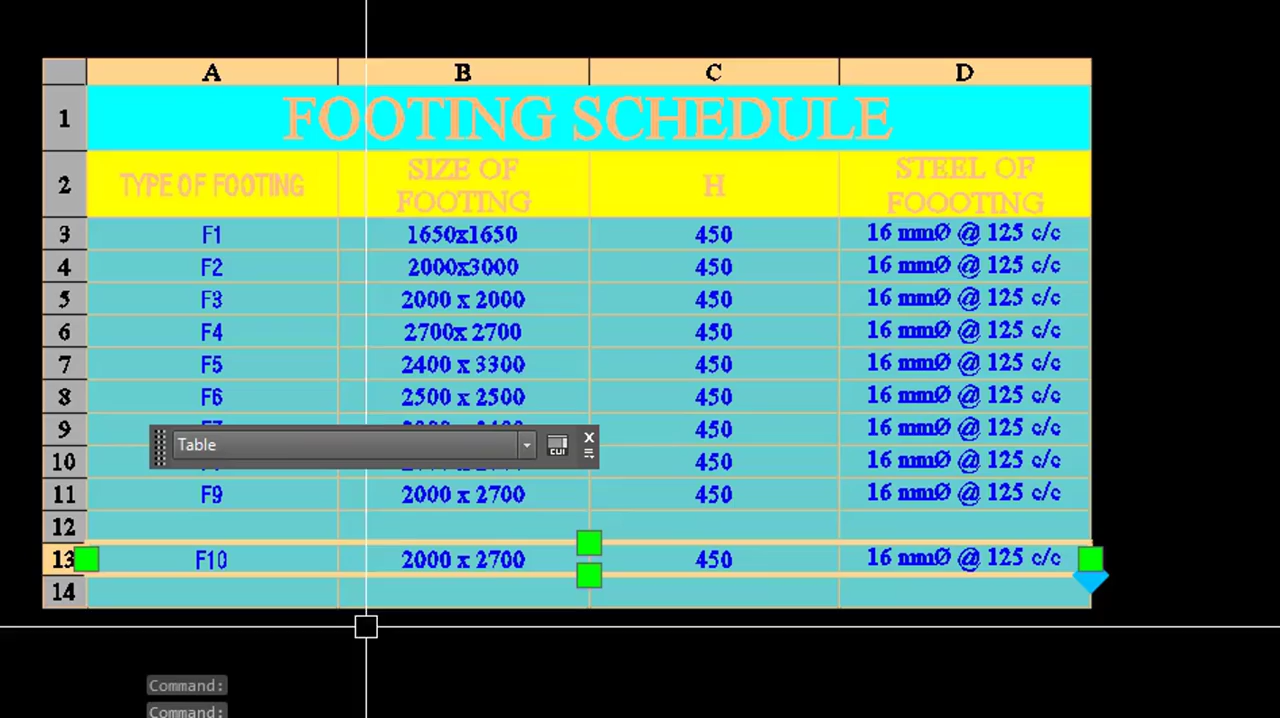 A B C D
1 FOOTING SCHEDULE
2 TYPE OF FOOTING SIZE OF FOOTING H STEEL OF FOOOTING
3 F1 1650x1650 450 16 mmØ @ 125 c/c
4 F2 2000x3000 450 16 mmØ @ 125 c/c
5 F3 2000 x 2000 450 16 mmØ @ 125 c/c
6 F4 2700x 2700 450 16 mmØ @ 125 c/c
7 F5 2400 x 3300 450 16 mmØ @ 125 c/c
8 F6 2500 x 2500 450 16 mmØ @ 125 c/c
9 450 16 mmØ @ 125 c/c
Table CUI X
10 450 16 mmØ @ 125 c/c
11 F9 2000 x 2700 450 16 mmØ @ 125 c/c
12
13 F10 2000 x 2700 450 16 mmØ @ 125 c/c
14
Command:
Command: